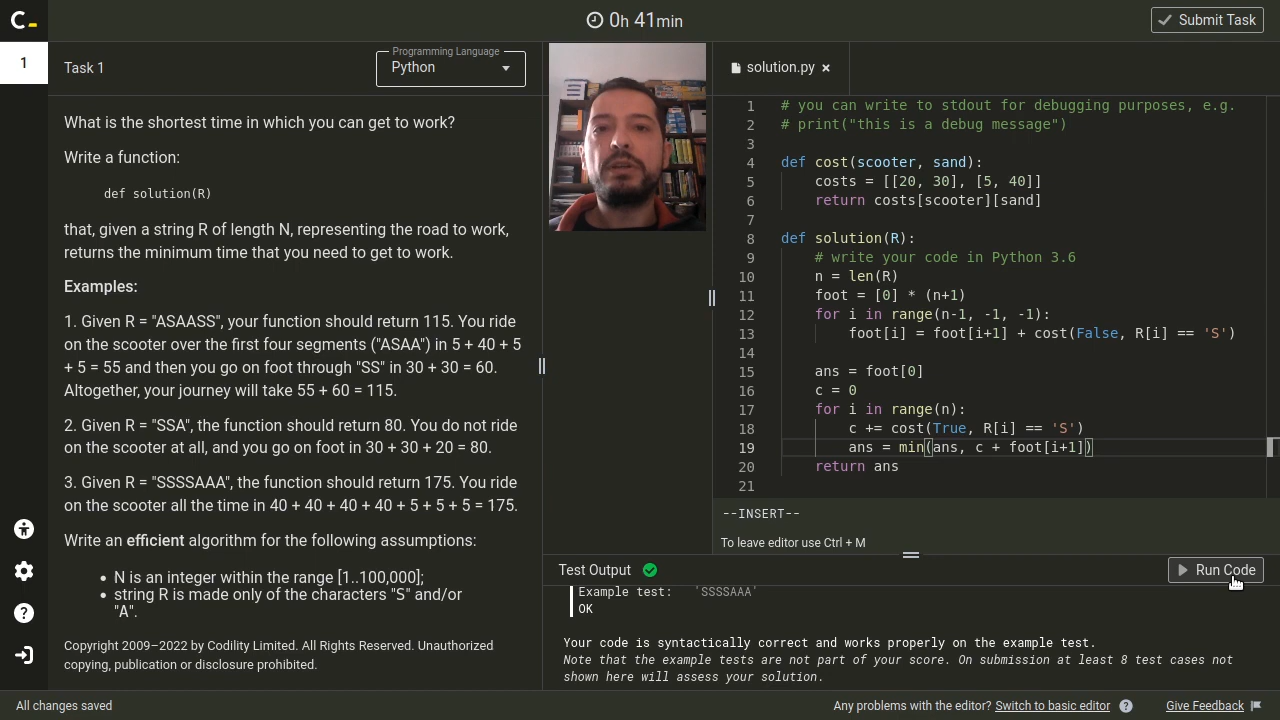 C_
0h 41min
Submit Task
1
Task 1
Programming Language
Python
What is the shortest time in which you can get to work?
Write a function:
def solution(R)
that, given a string R of length N, representing the road to work,
returns the minimum time that you need to get to work.
Examples:
1. Given R = "ASAASS", your function should return 115. You ride
on the scooter over the first four segments ("ASAA") in 5 + 40 + 5
+ 5 = 55 and then you go on foot through "SS" in 30 + 30 = 60.
Altogether, your journey will take 55 + 60 = 115.
2. Given R = "SSA", the function should return 80. You do not ride
on the scooter at all, and you go on foot in 30 + 30 + 20 = 80.
3. Given R = "SSSSAAA", the function should return 175. You ride
on the scooter all the time in 40 + 40 + 40 + 40 + 5 + 5 + 5 = 175.
Write an efficient algorithm for the following assumptions:
• N is an integer within the range [1..100,000];
• string R is made only of the characters "S" and/or
"A".
Copyright 2009–2022 by Codility Limited. All Rights Reserved. Unauthorized
copying, publication or disclosure prohibited.
solution.py ×
1 # you can write to stdout for debugging purposes, e.g.
2 # print("this is a debug message")
3
4 def cost(scooter, sand):
5     costs = [[20, 30], [5, 40]]
6     return costs[scooter][sand]
7
8 def solution(R):
9     # write your code in Python 3.6
10     n = len(R)
11     foot = [0] * (n+1)
12     for i in range(n-1, -1, -1):
13         foot[i] = foot[i+1] + cost(False, R[i] == 'S')
14
15     ans = foot[0]
16     c = 0
17     for i in range(n):
18         c += cost(True, R[i] == 'S')
19         ans = min(ans, c + foot[i+1])
20     return ans
21
--INSERT--
To leave editor use Ctrl + M
Test Output
Run Code
Example test:   'SSSSAAA'
OK
Your code is syntactically correct and works properly on the example test.
Note that the example tests are not part of your score. On submission at least 8 test cases not
shown here will assess your solution.
All changes saved
Any problems with the editor? Switch to basic editor ?
Give Feedback